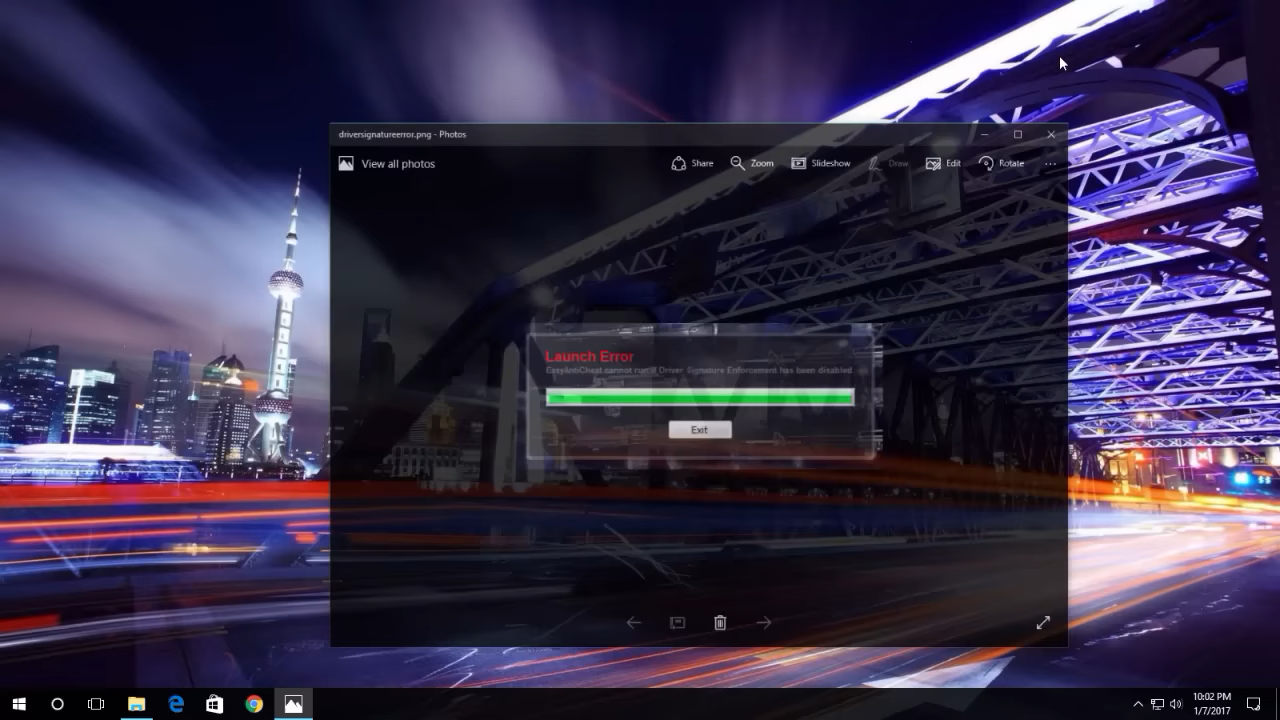 driversignatureerror.png - Photos
View all photos
Share
Zoom
Slideshow
Draw
Edit
Rotate
Launch Error
EasyAntiCheat cannot run if Driver Signature Enforcement has been disabled
Exit
10:02 PM
1/7/2017